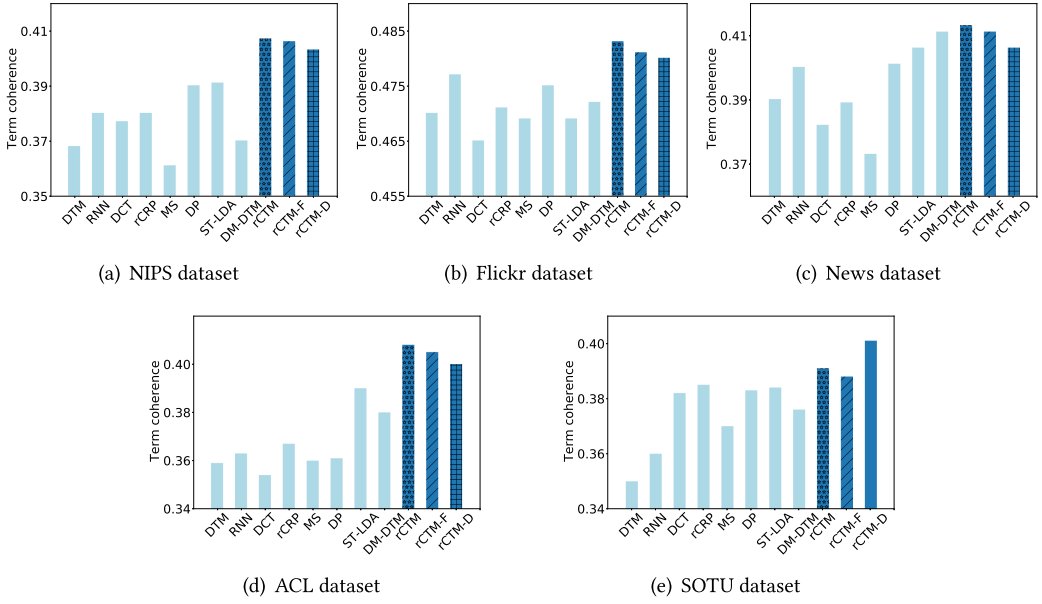 Term coherence
0.41
0.39
0.37
0.35
DTM RNN DCT rCRP MS DP ST-LDA DM-DTM rCTM rCTM-F rCTM-D
(a) NIPS dataset
Term coherence
0.485
0.475
0.465
0.455
DTM RNN DCT rCRP MS DP ST-LDA DM-DTM rCTM rCTM-F rCTM-D
(b) Flickr dataset
Term coherence
0.41
0.39
0.37
DTM RNN DCT rCRP MS DP ST-LDA DM-DTM rCTM rCTM-F rCTM-D
(c) News dataset
Term coherence
0.40
0.38
0.36
0.34
DTM RNN DCT rCRP MS DP ST-LDA DM-DTM rCTM rCTM-F rCTM-D
(d) ACL dataset
Term coherence
0.40
0.38
0.36
0.34
DTM RNN DCT rCRP MS DP ST-LDA DM-DTM rCTM rCTM-F rCTM-D
(e) SOTU dataset